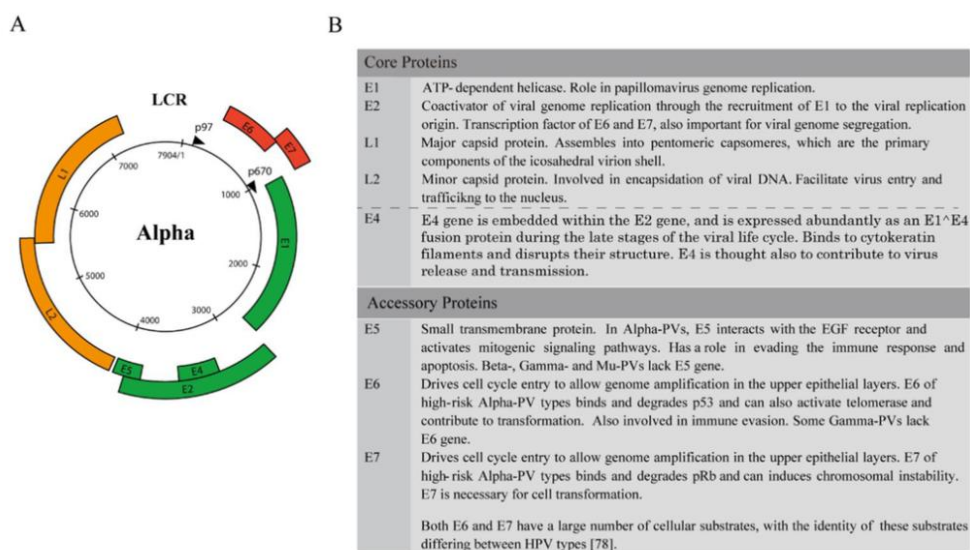 A
LCR
p97
E6
E7
7904/1
p670
1000
E1
2000
3000
4000
E4
E2
E5
L2
5000
6000
L1
7000
Alpha
B
Core Proteins
E1 ATP- dependent helicase. Role in papillomavirus genome replication.
E2 Coactivator of viral genome replication through the recruitment of E1 to the viral replication
origin. Transcription factor of E6 and E7, also important for viral genome segregation.
L1 Major capsid protein. Assembles into pentomeric capsomeres, which are the primary
components of the icosahedral virion shell.
L2 Minor capsid protein. Involved in encapsidation of viral DNA. Facilitate virus entry and
trafficikng to the nucleus.
E4 E4 gene is embedded within the E2 gene, and is expressed abundantly as an E1^E4
fusion protein during the late stages of the viral life cycle. Binds to cytokeratin
filaments and disrupts their structure. E4 is thought also to contribute to virus
release and transmission.
Accessory Proteins
E5 Small transmembrane protein. In Alpha-PVs, E5 interacts with the EGF receptor and
activates mitogenic signaling pathways. Has a role in evading the immune response and
apoptosis. Beta-, Gamma- and Mu-PVs lack E5 gene.
E6 Drives cell cycle entry to allow genome amplification in the upper epithelial layers. E6 of
high-risk Alpha-PV types binds and degrades p53 and can also activate telomerase and
contribute to transformation. Also involved in immune evasion. Some Gamma-PVs lack
E6 gene.
E7 Drives cell cycle entry to allow genome amplification in the upper epithelial layers. E7 of
high-risk Alpha-PV types binds and degrades pRb and can induces chromosomal instability.
E7 is necessary for cell transformation.
Both E6 and E7 have a large number of cellular substrates, with the identity of these substrates
differing between HPV types [78].